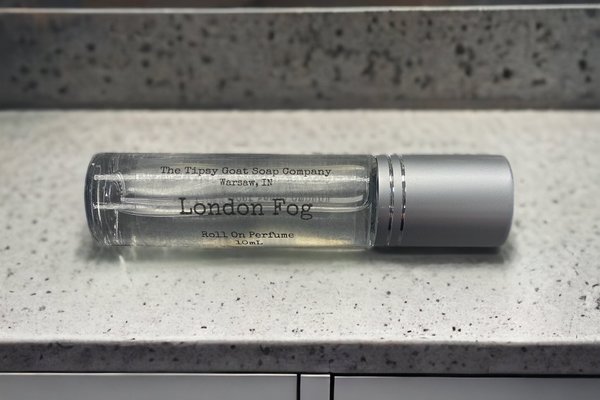 The Tipsy Goat Soap Company
Warsaw, IN
London Fog
Roll On Perfume
10mL